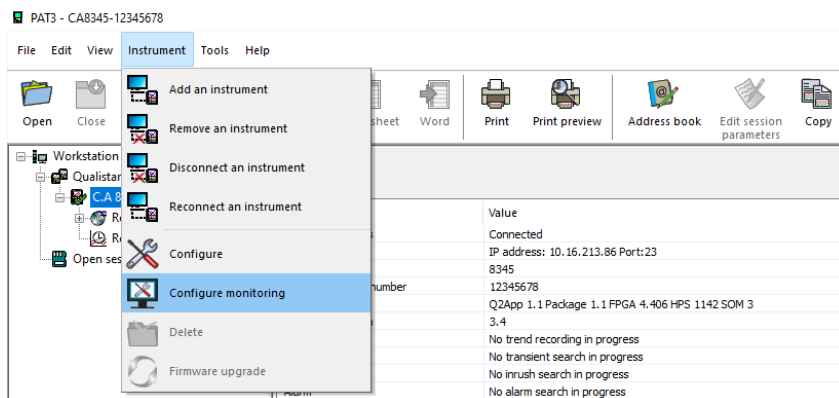 PAT3 - CA8345-12345678
File Edit View Instrument Tools Help
Open Close sheet Word Print Print preview Address book Edit session parameters Copy
Add an instrument
Remove an instrument
Disconnect an instrument
Reconnect an instrument
Configure
Configure monitoring
Delete
Firmware upgrade
Workstation
Qualistar
C.A 8
Re
Re
Open ses
Value
Connected
IP address: 10.16.213.86 Port:23
8345
number 12345678
Q2App 1.1 Package 1.1 FPGA 4.406 HPS 1142 SOM 3
3.4
No trend recording in progress
No transient search in progress
No inrush search in progress
Alarm No alarm search in progress